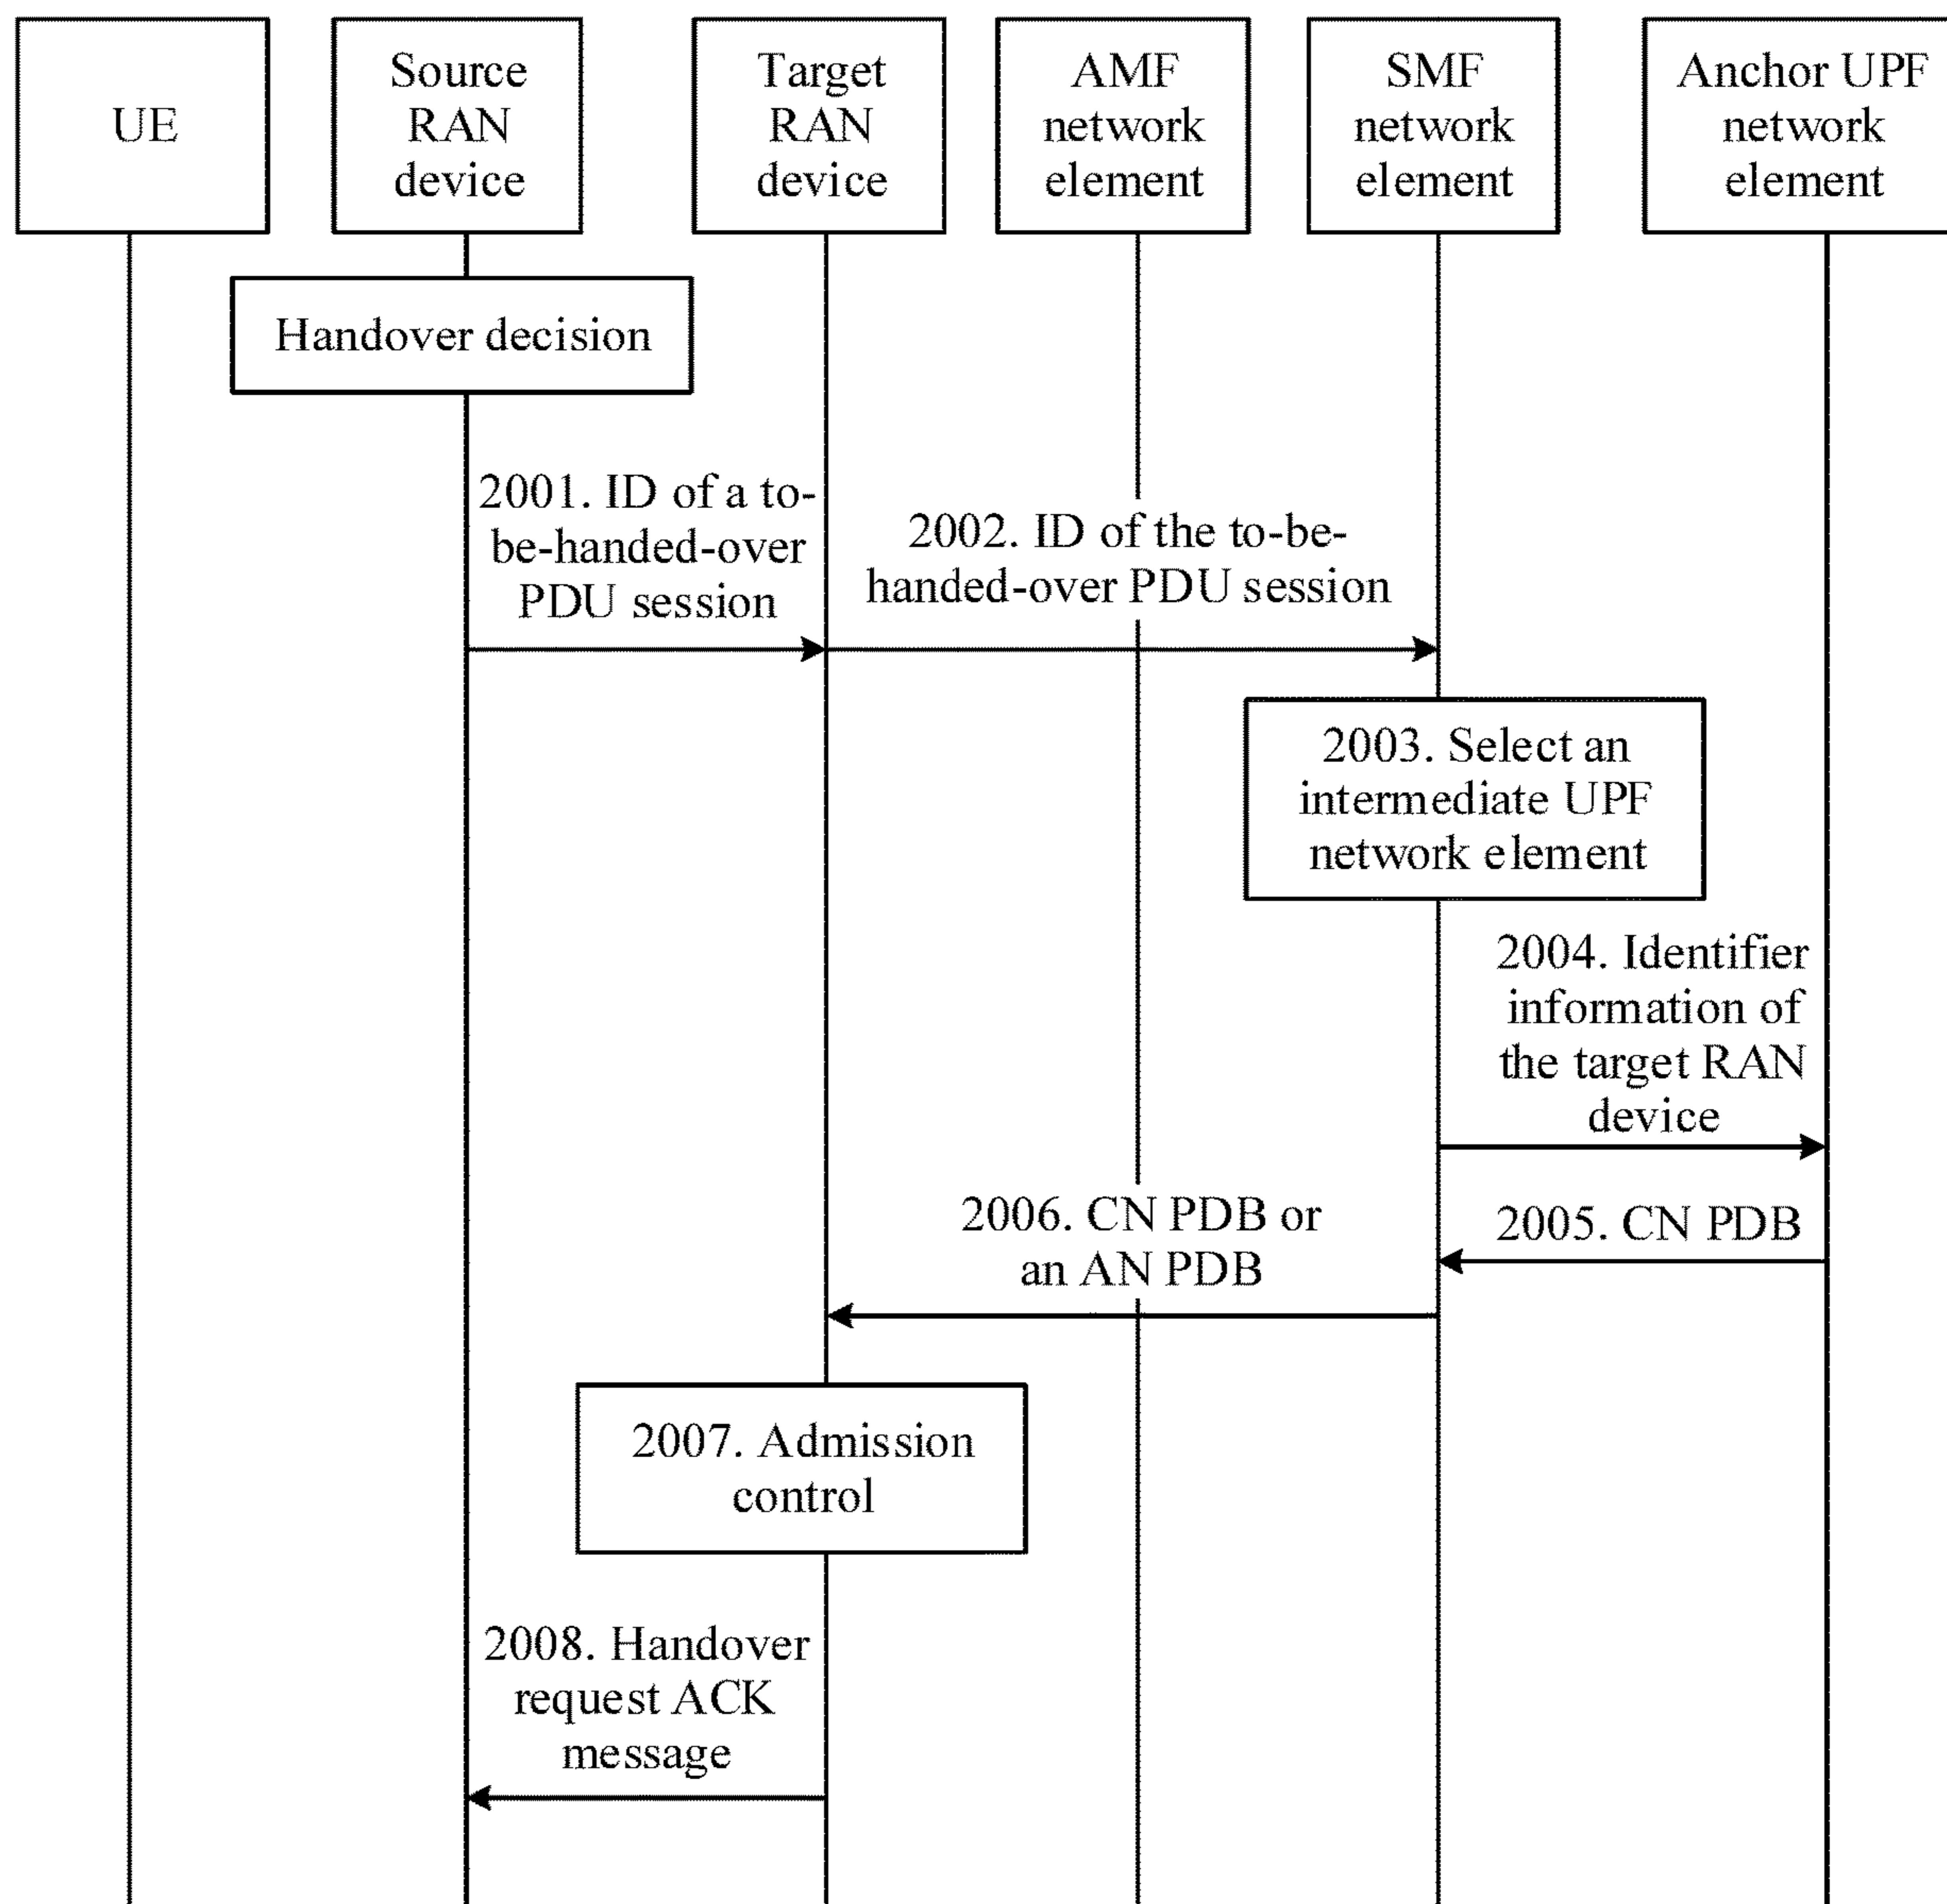 UE
Source
RAN
device
Target
RAN
device
AMF
network
element
SMF
network
element
Anchor UPF
network
element
Handover decision
2001. ID of a to-
be-handed-over
PDU session
2002. ID of the to-be-
handed-over PDU session
2003. Select an
intermediate UPF
network element
2004. Identifier
information of
the target RAN
device
2005. CN PDB
2006. CN PDB or
an AN PDB
2007. Admission
control
2008. Handover
request ACK
message